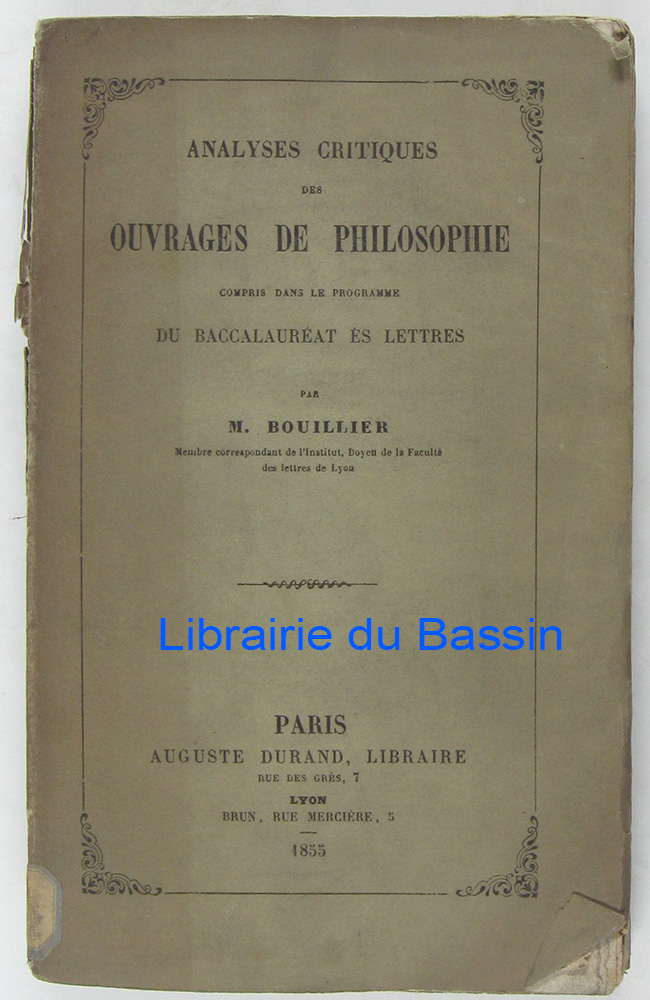 ANALYSES CRITIQUES
DES
OUVRAGES DE PHILOSOPHIE
COMPRIS DANS LE PROGRAMME
DU BACCALAURÉAT ÈS LETTRES
PAR
M. BOUILLIER
Membre correspondant de l'Institut, Doyen de la Faculté
des lettres de Lyon
Librairie du Bassin
PARIS
AUGUSTE DURAND, LIBRAIRE
RUE DES GRÈS, 7
LYON
BRUN, RUE MERCIÈRE, 5
1855